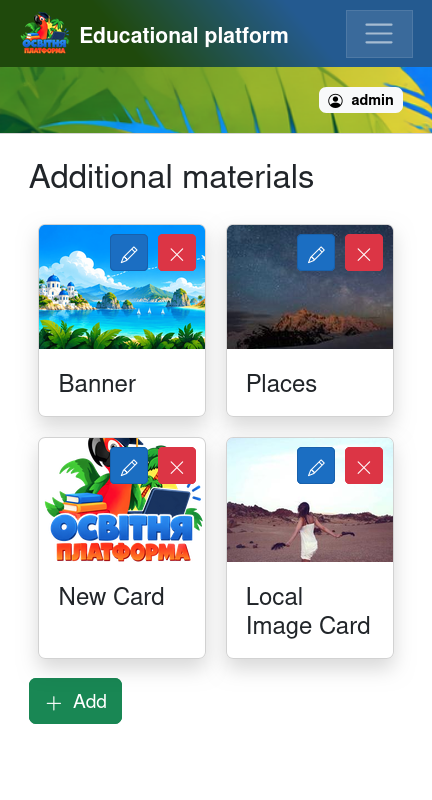 ОСВІТНЯ
ПЛАТФОРМА
Educational platform
admin
Additional materials
Banner
Places
ОСВІТНЯ
ПЛАТФОРМА
New Card
Local
Image Card
Add